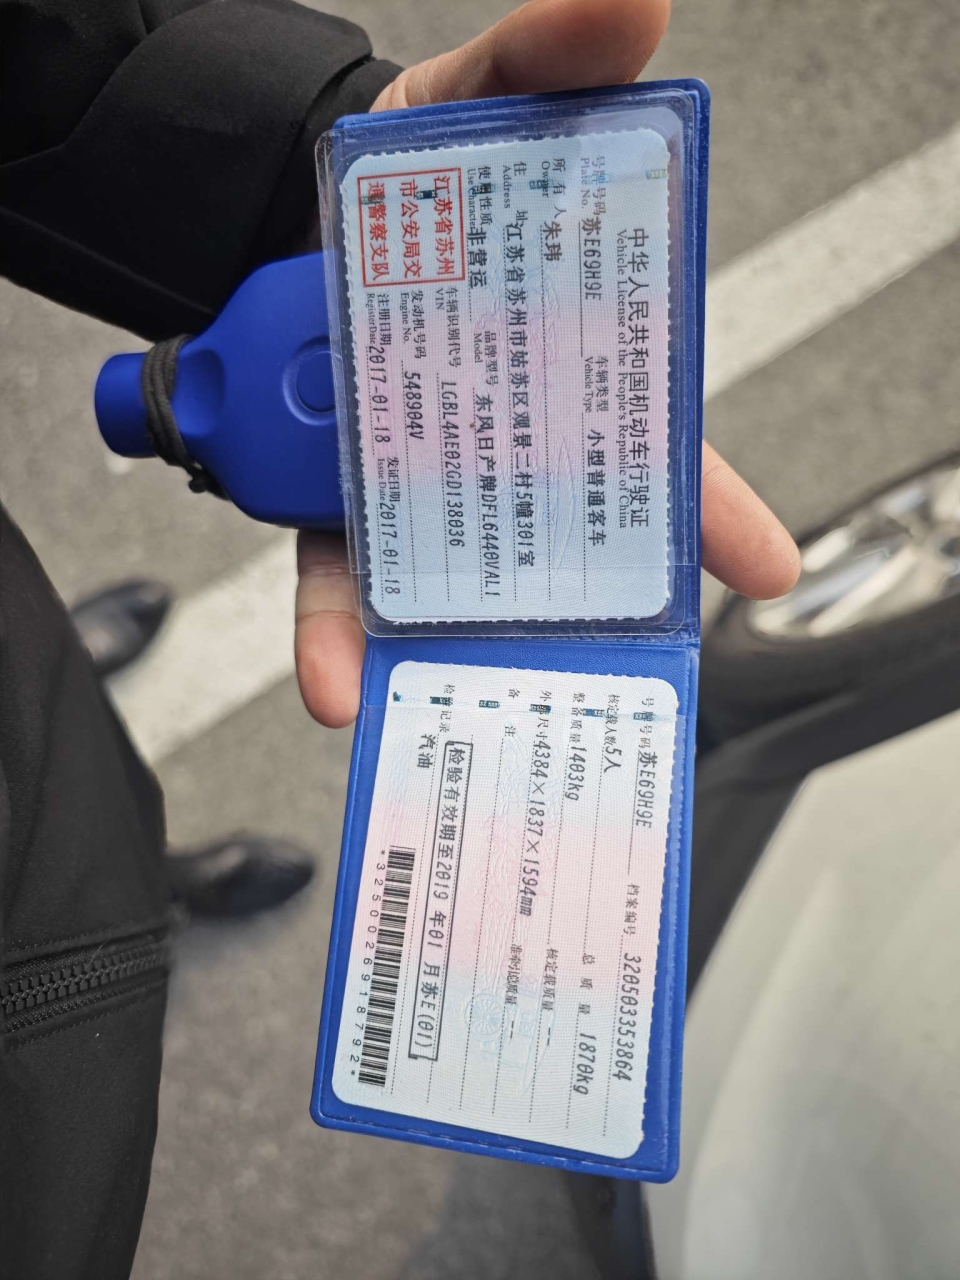 中华人民共和国机动车行驶证
Vehicle License of the People's Republic of China
号牌号码 苏E69H9E 车辆类型 小型普通客车
Plate No. Vehicle Type
所有人 朱玮
Owner
住址 江苏省苏州市姑苏区观景二村5幢301室
Address
使用性质 非营运 品牌型号 东风日产牌DFL6440VAL1
Use Character Model
江苏省苏州
市公安局交
通警察支队
车辆识别代号 LGBL4AE02GD138036
VIN
发动机号码 548904V
Engine No.
注册日期 2017-01-18 发证日期 2017-01-18
Register Date Issue Date
号牌号码 苏E69H9E 档案编号 320503353864
核定载人数 5人 总质量 1870kg
整备质量 1403kg 核定载质量 --
外廓尺寸 4384×1837×1594mm 准牵引总质量 --
备注
检验有效期至2019年01月苏E(01)
检验记录
汽油
*3250026918792*